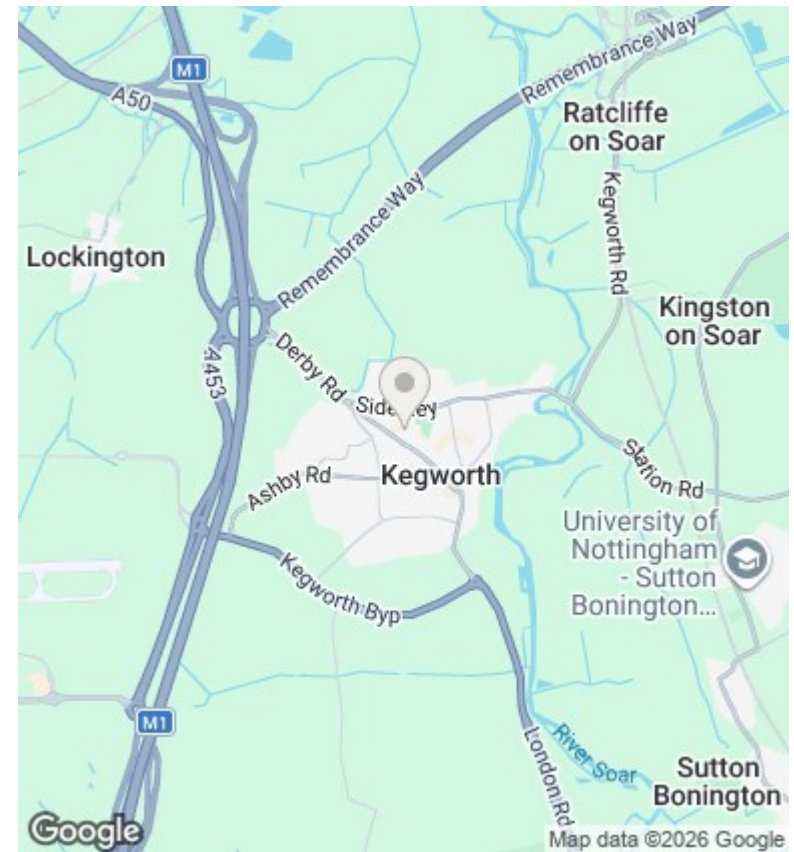 M1
A50
Remembrance Way
Ratcliffe
on Soar
Lockington
Remembrance Way
Kegworth Rd
Kingston
on Soar
A453
Derby Rd
Sideley
Kegworth
Ashby Rd
Station Rd
University of
Nottingham
- Sutton
Bonington...
Kegworth Byp
M1
London Rd
River Soar
Sutton
Bonington
Google
Map data ©2026 Google